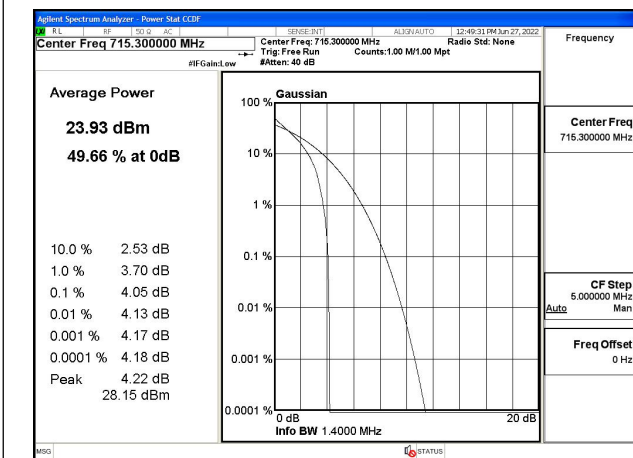 Agilent Spectrum Analyzer - Power Stat CCDF
RL RF 50 Ω AC SENSE:INT ALIGN AUTO 12:49:31 PM Jun 27, 2022
Center Freq 715.300000 MHz
Center Freq: 715.300000 MHz Radio Std: None
Trig: Free Run Counts:1.00 M/1.00 Mpt
#IFGain:Low #Atten: 40 dB
Frequency
Average Power
23.93 dBm
49.66 % at 0dB
10.0 % 2.53 dB
1.0 % 3.70 dB
0.1 % 4.05 dB
0.01 % 4.13 dB
0.001 % 4.17 dB
0.0001 % 4.18 dB
Peak 4.22 dB
28.15 dBm
Gaussian
100 %
10 %
1 %
0.1 %
0.01 %
0.001 %
0.0001 %
0 dB 20 dB
Info BW 1.4000 MHz
Center Freq
715.300000 MHz
CF Step
5.000000 MHz
Auto Man
Freq Offset
0 Hz
MSG STATUS